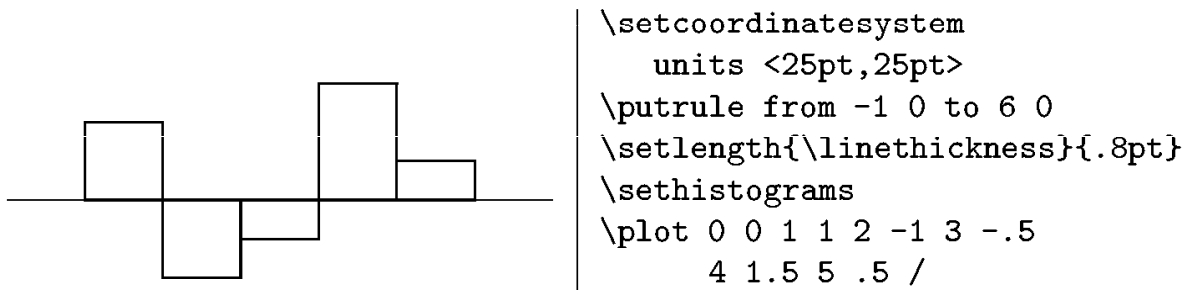 \setcoordinatesystem
units <25pt,25pt>
\putrule from -1 0 to 6 0
\setlength{\linethickness}{.8pt}
\sethistograms
\plot 0 0 1 1 2 -1 3 -.5
4 1.5 5 .5 /